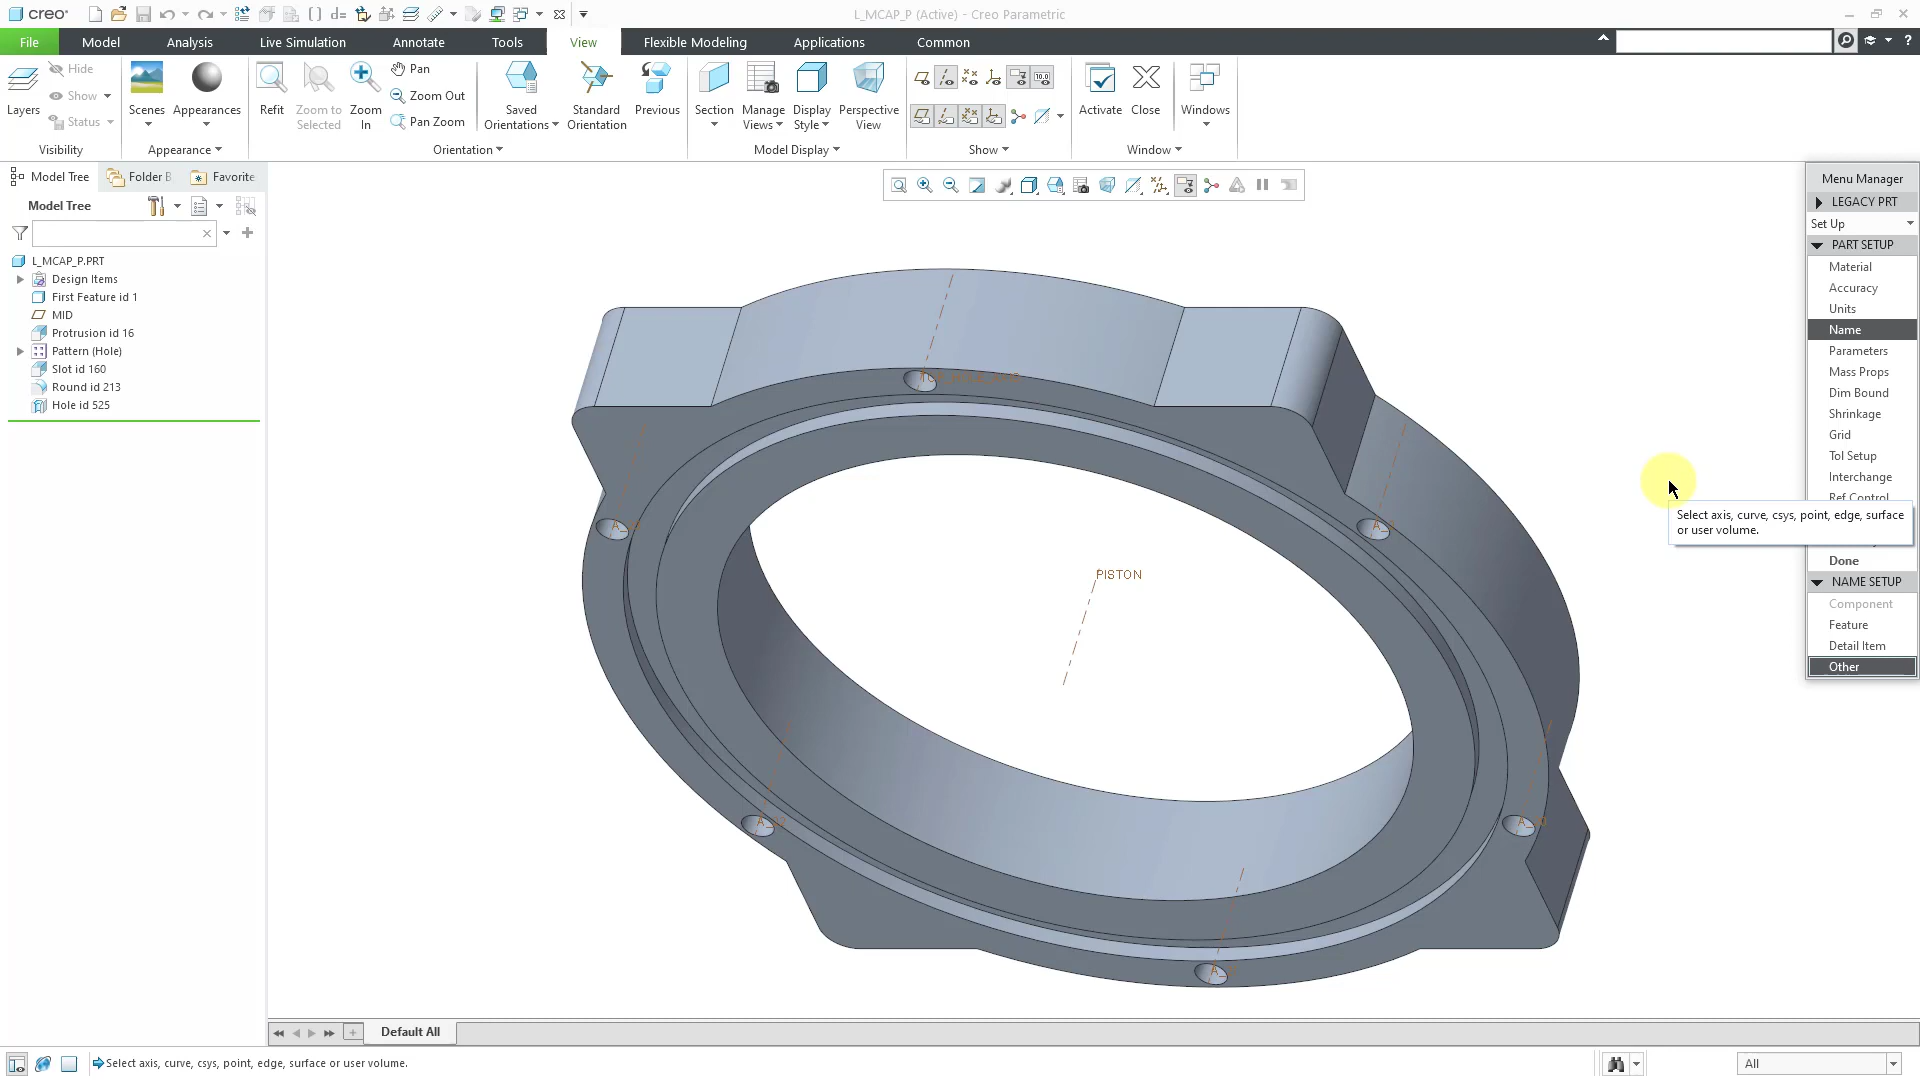 creo
L_MCAP_P (Active) - Creo Parametric
File Model Analysis Live Simulation Annotate Tools View Flexible Modeling Applications Common
Layers
Hide
Show
Status
Visibility
Scenes
Appearances
Appearance
Refit
Zoom to
Selected
Zoom
In
Pan
Zoom Out
Pan Zoom
Saved
Orientations
Standard
Orientation
Previous
Orientation
Section
Manage
Views
Display
Style
Perspective
View
Model Display
10.0
Show
Activate
Close
Windows
Window
Model Tree
Folder B
Favorite
Model Tree
L_MCAP_P.PRT
Design Items
First Feature id 1
MID
Protrusion id 16
Pattern (Hole)
Slot id 160
Round id 213
Hole id 525
PISTON
Menu Manager
LEGACY PRT
Set Up
PART SETUP
Material
Accuracy
Units
Name
Parameters
Mass Props
Dim Bound
Shrinkage
Grid
Tol Setup
Interchange
Ref Control
Select axis, curve, csys, point, edge, surface
or user volume.
Done
NAME SETUP
Component
Feature
Detail Item
Other
Default All
Select axis, curve, csys, point, edge, surface or user volume.
All